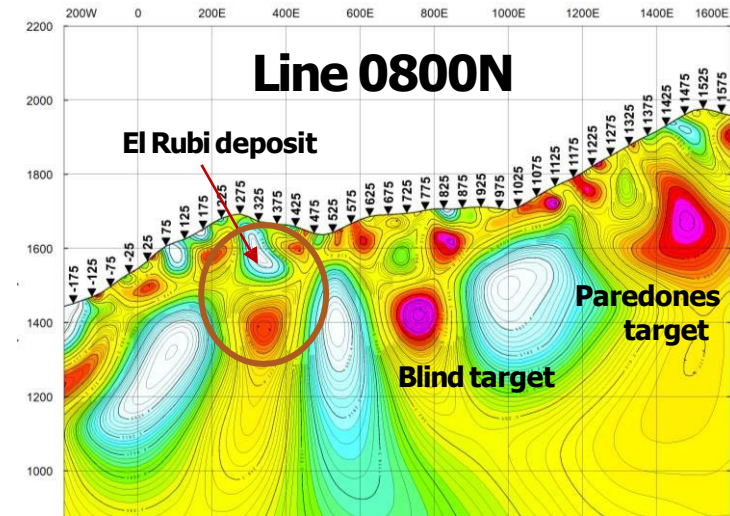 200W 0 200E 400E 600E 800E 1000E 1200E 1400E 1600E
2200
Line 0800N
2000
El Rubi deposit
1800
1600
1400
1200
1000
-175 -125 -75 -25 25 75 125 175 225 275 325 375 425 475 525 575 625 675 725 775 825 875 925 975 1025 1075 1125 1175 1225 1275 1325 1375 1425 1475 1525 1575
Paredones
target
Blind target